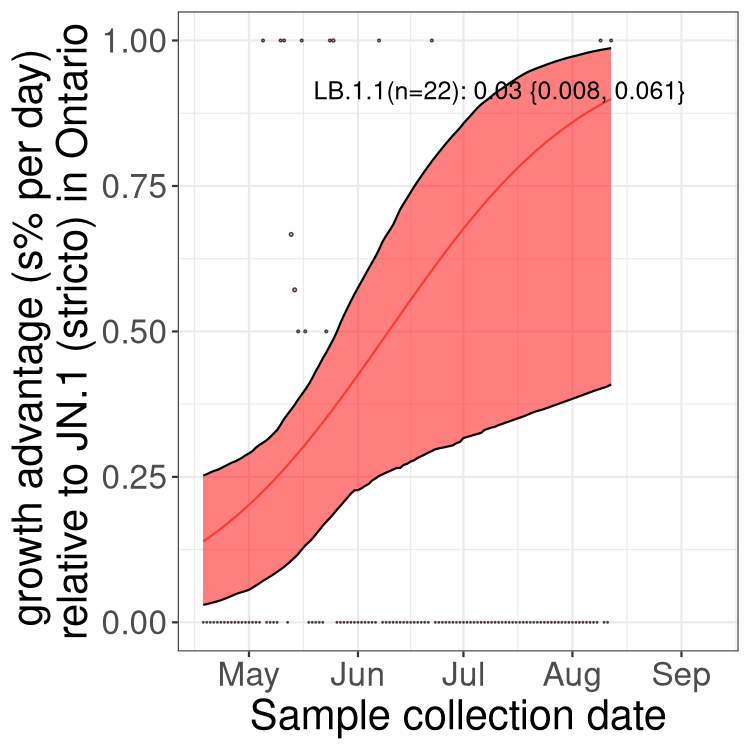 growth advantage (s% per day)
relative to JN.1 (stricto) in Ontario
1.00
0.75
0.50
0.25
0.00
LB.1.1(n=22): 0.03 {0.008, 0.061}
May Jun Jul Aug Sep
Sample collection date